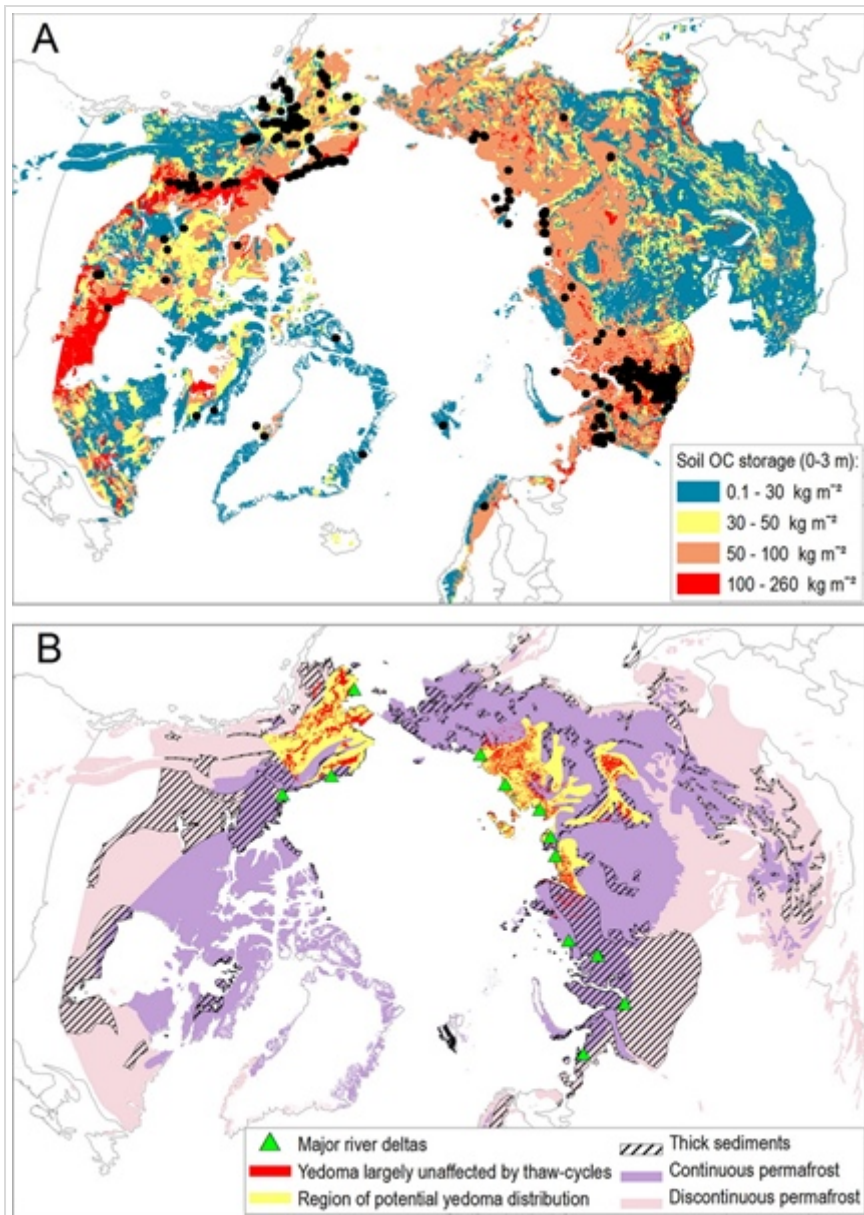 A
Soil OC storage (0-3 m):
0.1 - 30 kg m⁻²
30 - 50 kg m⁻²
50 - 100 kg m⁻²
100 - 260 kg m⁻²
B
Major river deltas
Yedoma largely unaffected by thaw-cycles
Region of potential yedoma distribution
Thick sediments
Continuous permafrost
Discontinuous permafrost